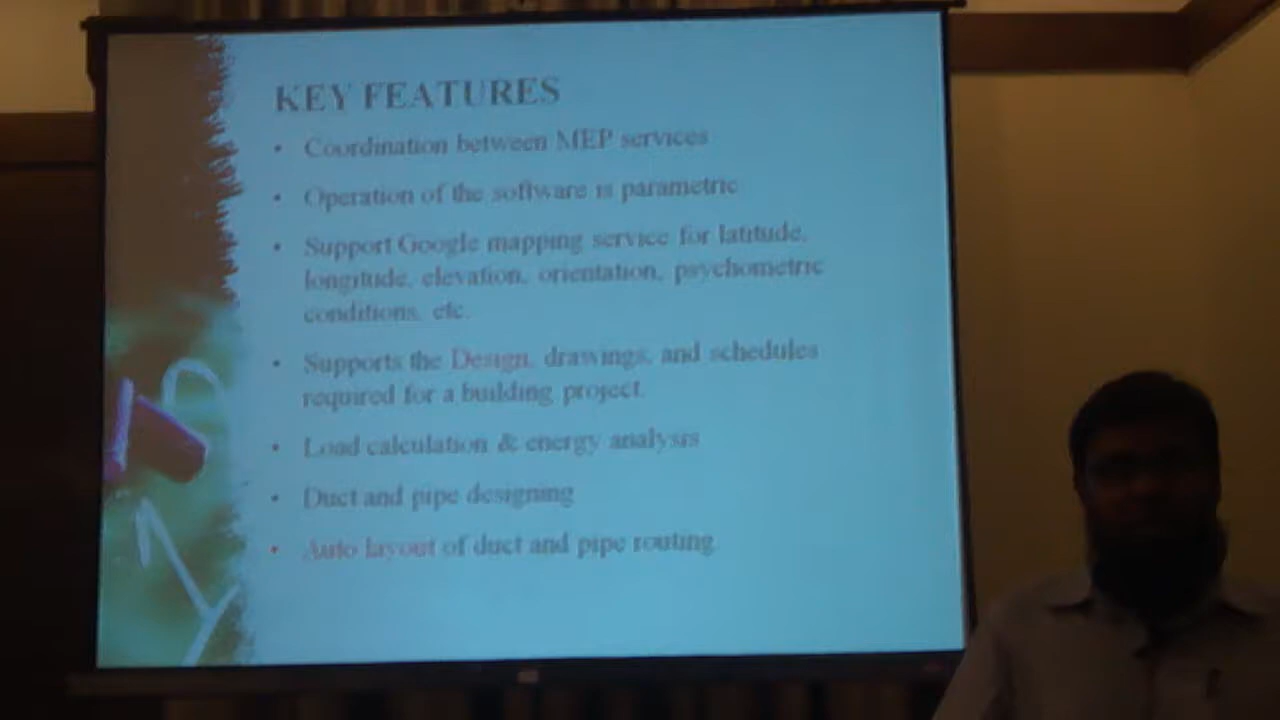 KEY FEATURES
• Coordination between MEP services
• Operation of the software is parametric
• Support Google mapping service for latitude,
longitude, elevation, orientation, psychometric
conditions, etc.
• Supports the Design, drawings, and schedules
required for a building project.
• Load calculation & energy analysis
• Duct and pipe designing
• Auto layout of duct and pipe routing